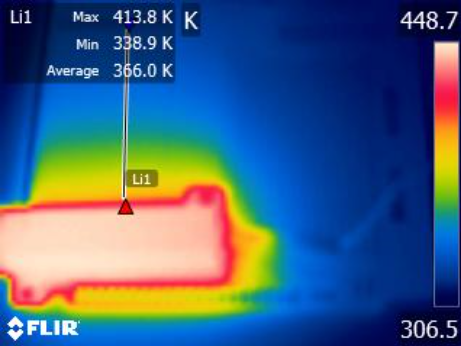 Li1 Max 413.8 K K 448.7
Min 338.9 K
Average 366.0 K
Li1
FLIR 306.5